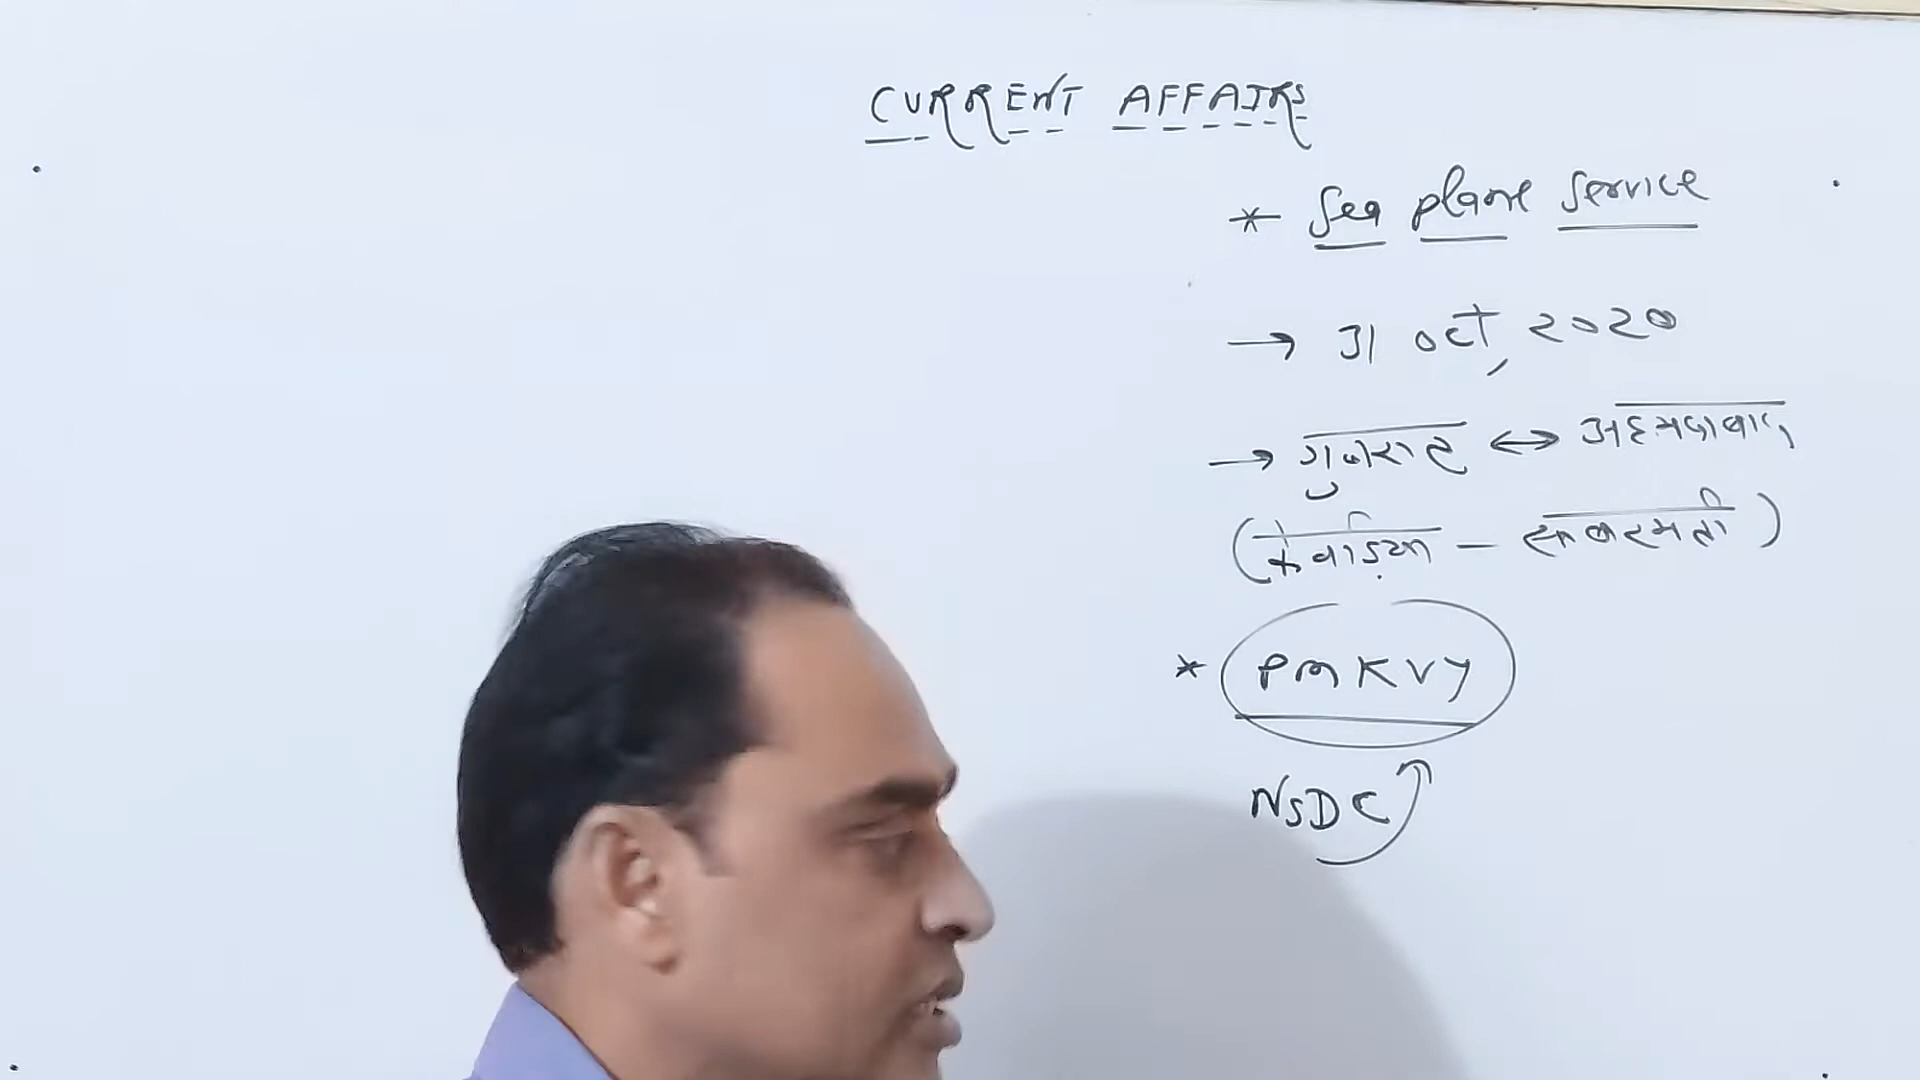 CURRENT AFFAIRS
* Sea plane service
→ 31 oct, 2020
→ गुजरात ↔ अहमदाबाद
(केवडिया - साबरमती)
* PMKVY
NSDC